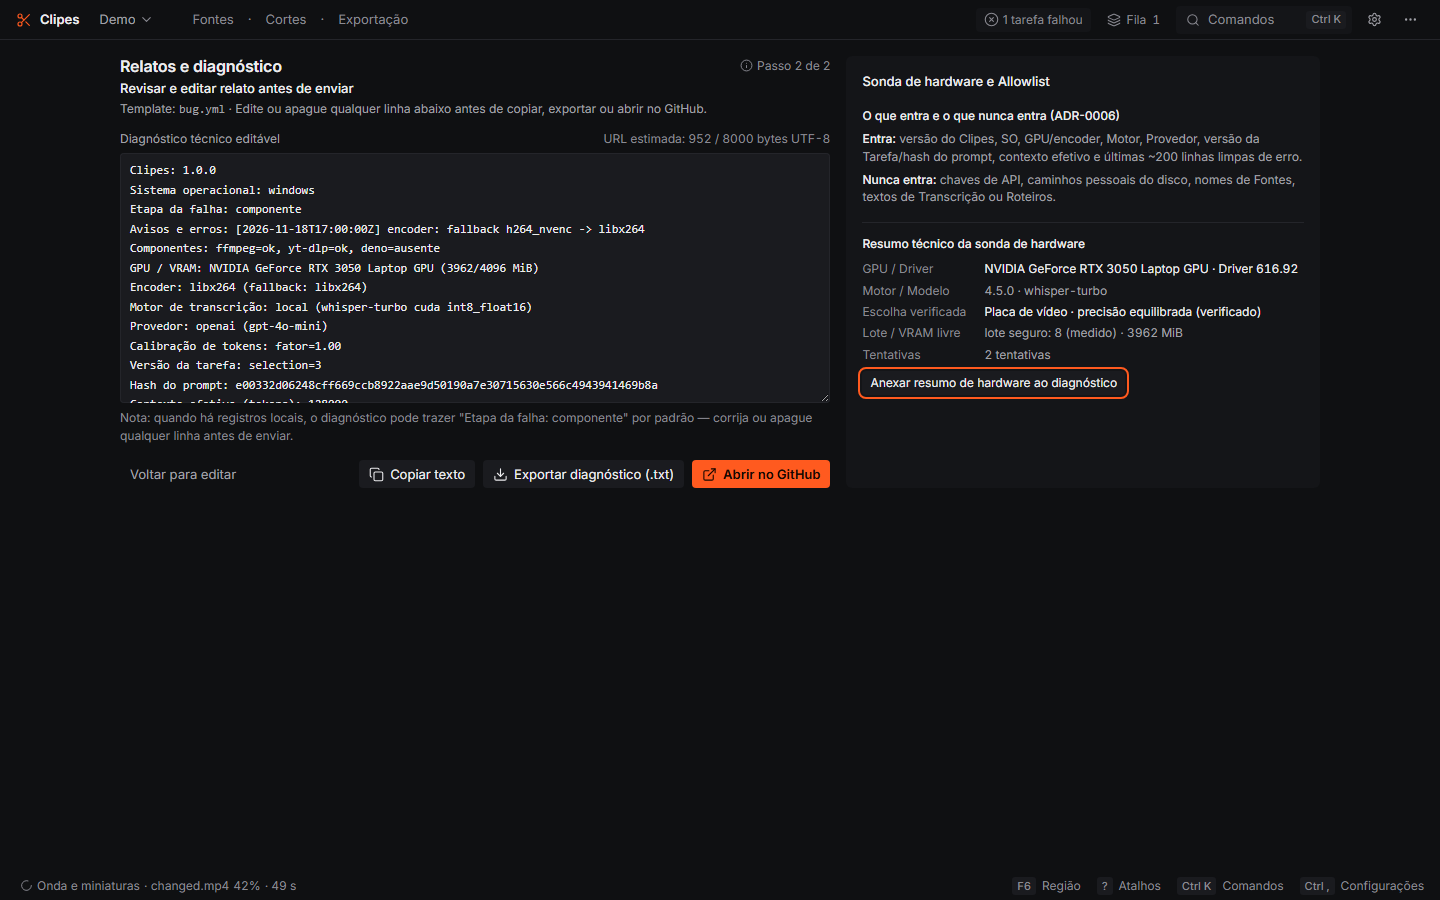 Clipes Demo Fontes · Cortes · Exportação 1 tarefa falhou Fila 1 Comandos Ctrl K
Relatos e diagnóstico Passo 2 de 2
Revisar e editar relato antes de enviar
Template: bug.yml · Edite ou apague qualquer linha abaixo antes de copiar, exportar ou abrir no GitHub.
Diagnóstico técnico editável URL estimada: 952 / 8000 bytes UTF-8
Clipes: 1.0.0
Sistema operacional: windows
Etapa da falha: componente
Avisos e erros: [2026-11-18T17:00:00Z] encoder: fallback h264_nvenc -> libx264
Componentes: ffmpeg=ok, yt-dlp=ok, deno=ausente
GPU / VRAM: NVIDIA GeForce RTX 3050 Laptop GPU (3962/4096 MiB)
Encoder: libx264 (fallback: libx264)
Motor de transcrição: local (whisper-turbo cuda int8_float16)
Provedor: openai (gpt-4o-mini)
Calibração de tokens: fator=1.00
Versão da tarefa: selection=3
Hash do prompt: e00332d06248cff669ccb8922aae9d50190a7e30715630e566c4943941469b8a
Contexto efetivo (tokens): 128000
Nota: quando há registros locais, o diagnóstico pode trazer "Etapa da falha: componente" por padrão — corrija ou apague
qualquer linha antes de enviar.
Voltar para editar Copiar texto Exportar diagnóstico (.txt) Abrir no GitHub
Sonda de hardware e Allowlist
O que entra e o que nunca entra (ADR-0006)
Entra: versão do Clipes, SO, GPU/encoder, Motor, Provedor, versão da
Tarefa/hash do prompt, contexto efetivo e últimas ~200 linhas limpas de erro.
Nunca entra: chaves de API, caminhos pessoais do disco, nomes de Fontes,
textos de Transcrição ou Roteiros.
Resumo técnico da sonda de hardware
GPU / Driver NVIDIA GeForce RTX 3050 Laptop GPU · Driver 616.92
Motor / Modelo 4.5.0 · whisper-turbo
Escolha verificada Placa de vídeo · precisão equilibrada (verificado)
Lote / VRAM livre lote seguro: 8 (medido) · 3962 MiB
Tentativas 2 tentativas
Anexar resumo de hardware ao diagnóstico
Onda e miniaturas · changed.mp4 42% · 49 s F6 Região ? Atalhos Ctrl K Comandos Ctrl , Configurações